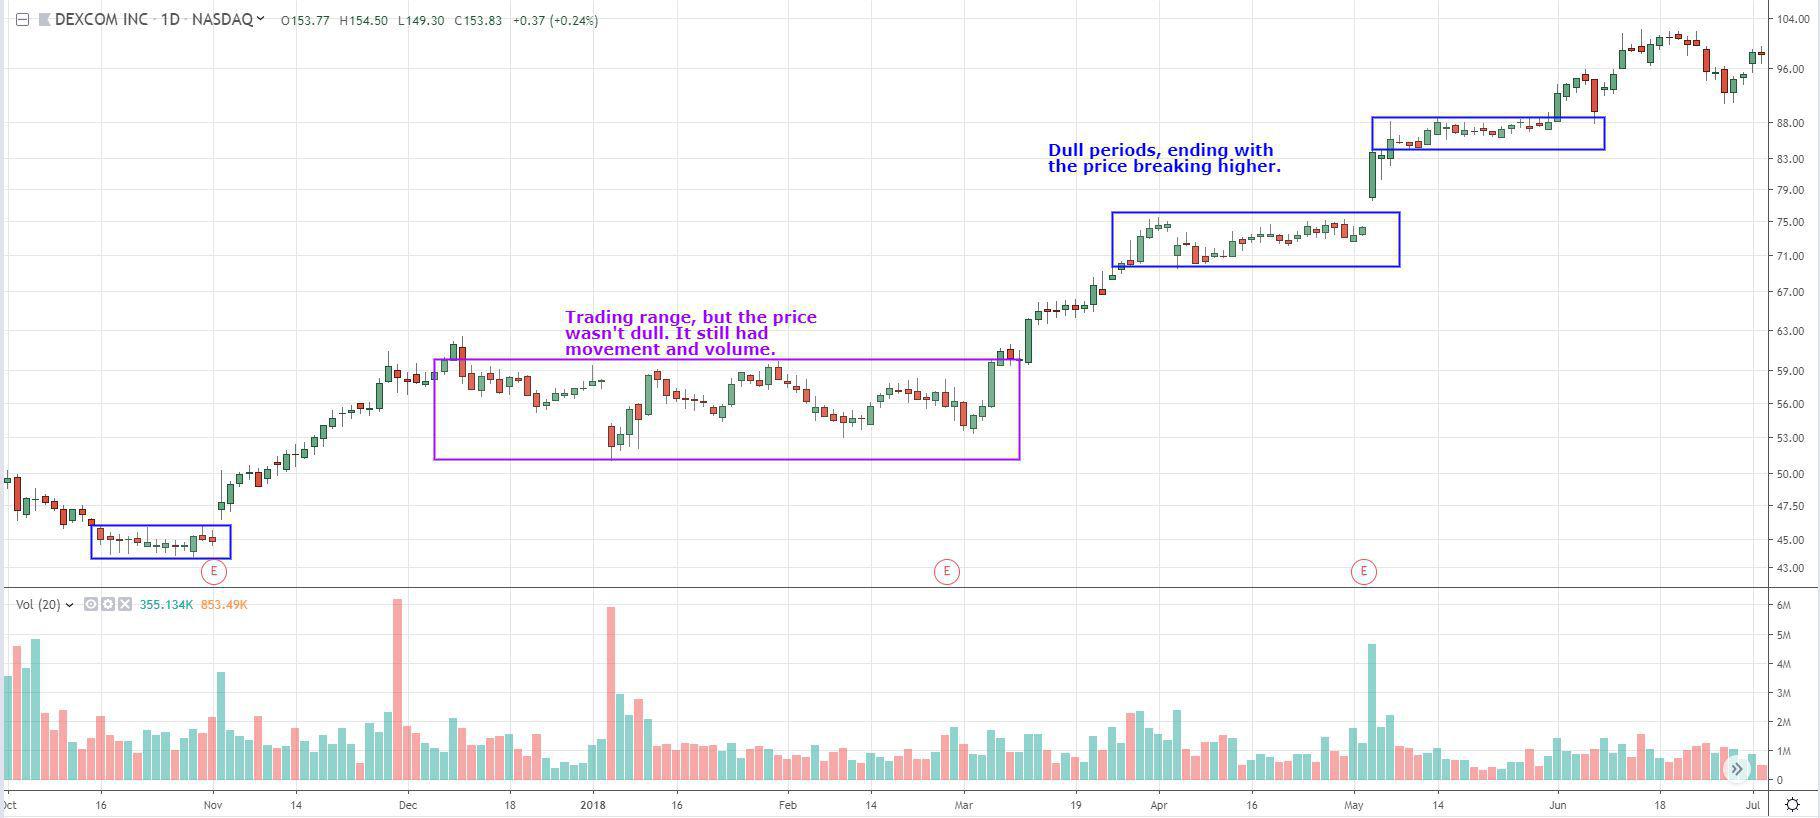 DEXCOM INC · 1D · NASDAQ O153.77 H154.50 L149.30 C153.83 +0.37 (+0.24%)
104.00
96.00
88.00
Dull periods, ending with
the price breaking higher.
83.00
79.00
75.00
71.00
67.00
Trading range, but the price
wasn't dull. It still had
movement and volume.
63.00
59.00
56.00
53.00
50.00
47.50
45.00
43.00
E E E
Vol (20) 355.134K 853.49K
6M
5M
4M
3M
2M
1M
0
Oct 16 Nov 14 Dec 18 2018 16 Feb 14 Mar 19 Apr 16 May 14 Jun 18 Jul